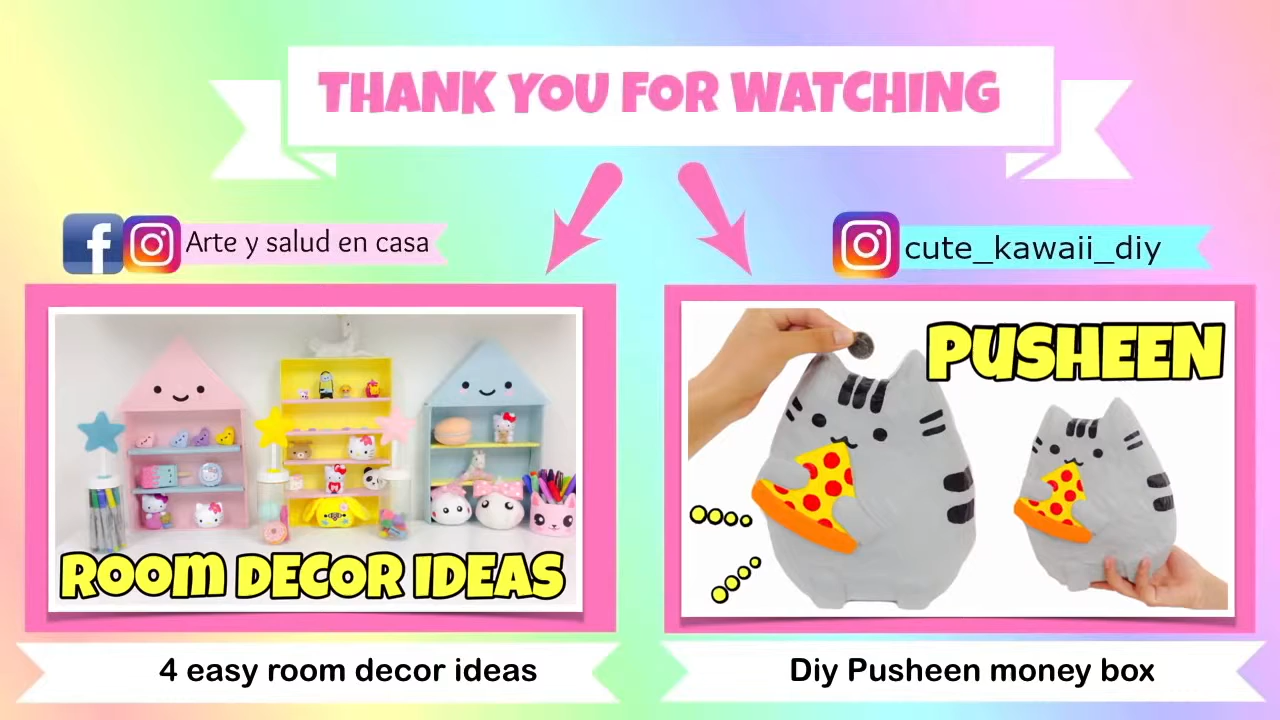 THANK YOU FOR WATCHING
Arte y salud en casa
cute_kawaii_diy
ROOM DECOR IDEAS
PUSHEEN
4 easy room decor ideas
Diy Pusheen money box